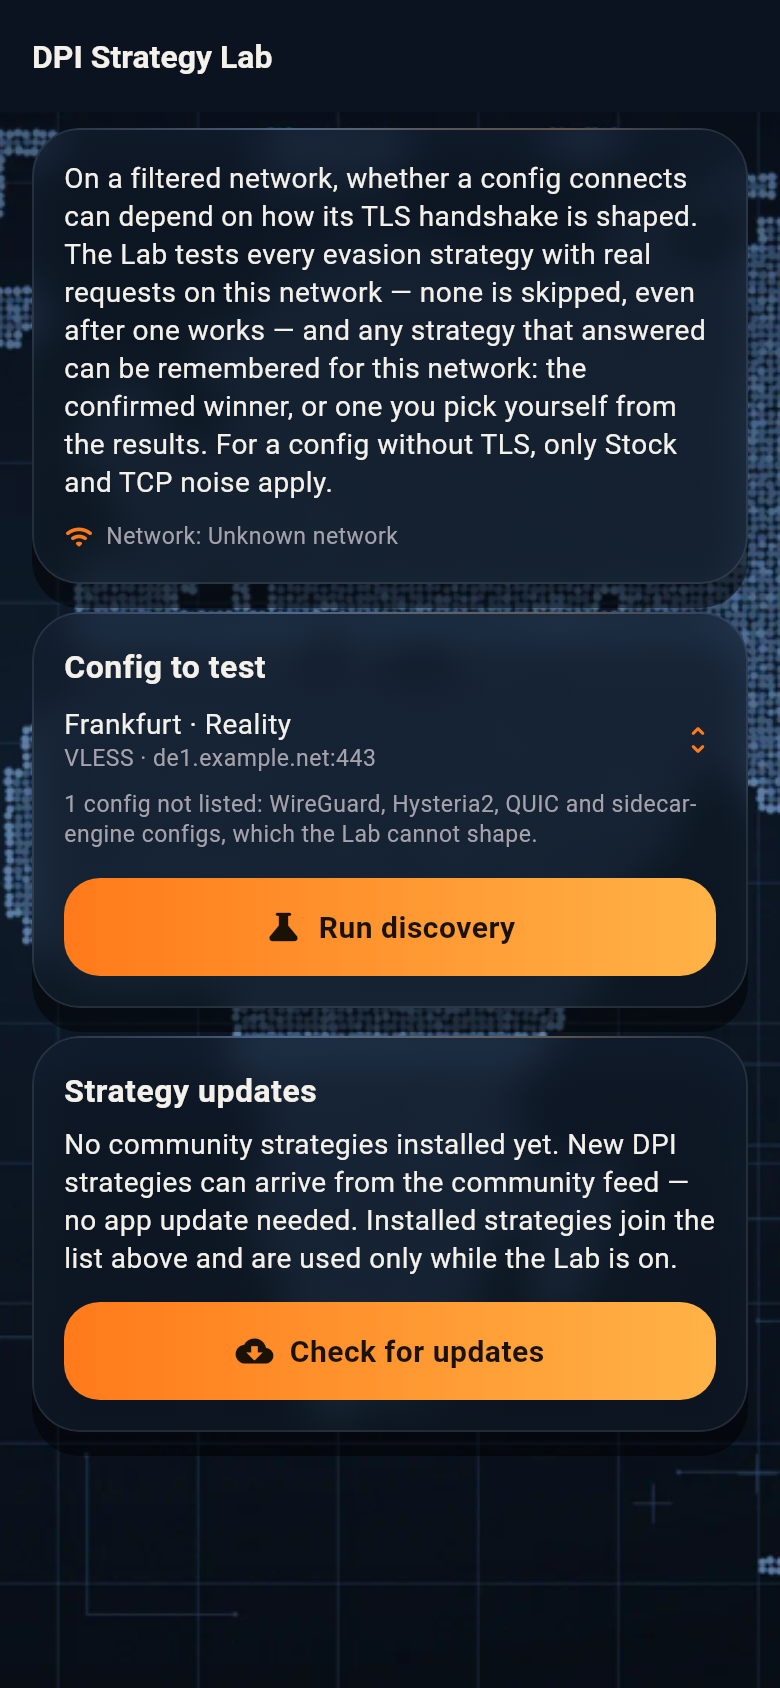 DPI Strategy Lab
On a filtered network, whether a config connects
can depend on how its TLS handshake is shaped.
The Lab tests every evasion strategy with real
requests on this network — none is skipped, even
after one works — and any strategy that answered
can be remembered for this network: the
confirmed winner, or one you pick yourself from
the results. For a config without TLS, only Stock
and TCP noise apply.
Network: Unknown network
Config to test
Frankfurt · Reality
VLESS · de1.example.net:443
1 config not listed: WireGuard, Hysteria2, QUIC and sidecar-
engine configs, which the Lab cannot shape.
Run discovery
Strategy updates
No community strategies installed yet. New DPI
strategies can arrive from the community feed —
no app update needed. Installed strategies join the
list above and are used only while the Lab is on.
Check for updates